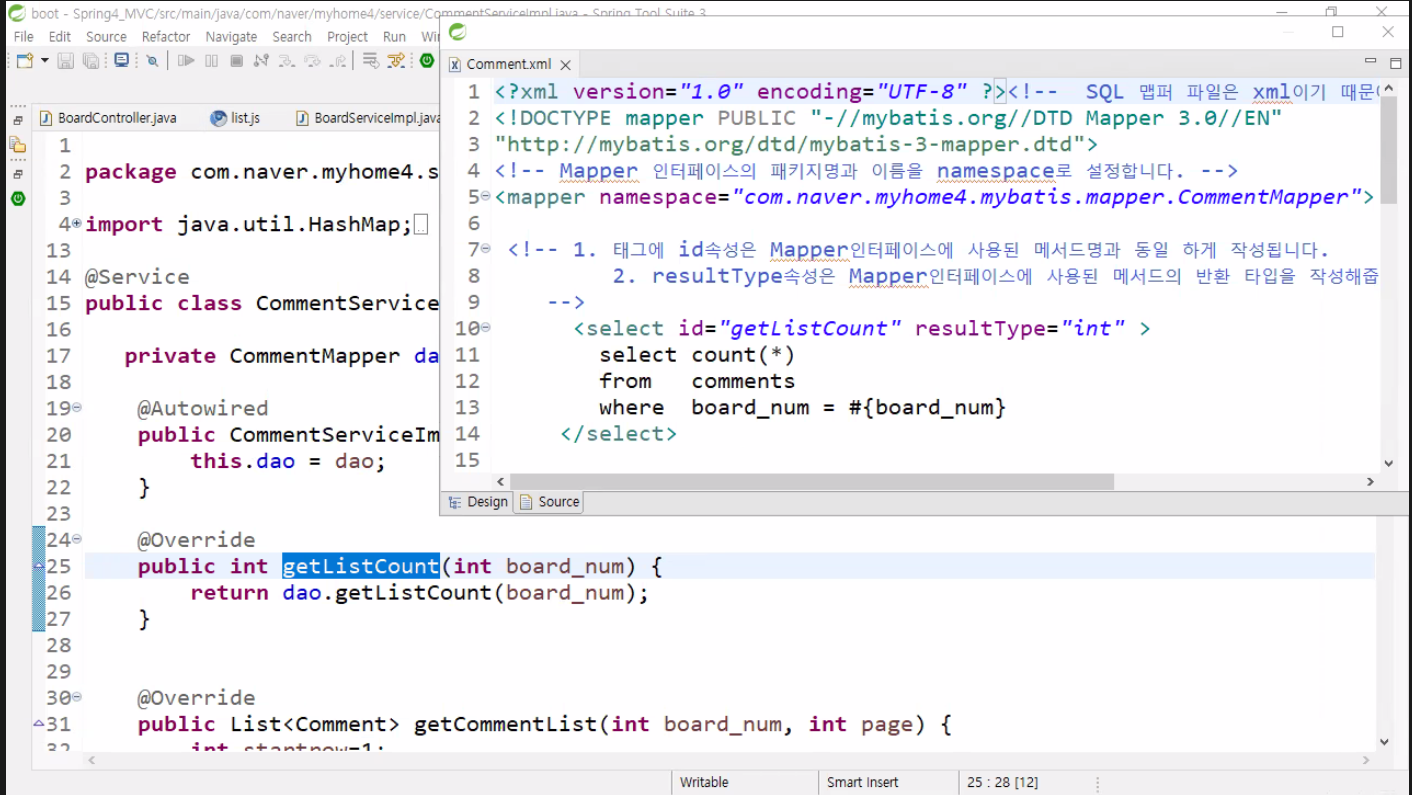 boot - Spring4_MVC/src/main/java/com/naver/myhome4/service/CommentServiceImpl.java - Spring Tool Suite 3
File Edit Source Refactor Navigate Search Project Run
BoardController.java list.js BoardServiceImpl.java
1
2 package com.naver.myhome4.s
3
4 import java.util.HashMap;
13
14 @Service
15 public class CommentService
16
17 private CommentMapper da
18
19 @Autowired
20 public CommentServiceIm
21 this.dao = dao;
22 }
23
24 @Override
25 public int getListCount(int board_num) {
26 return dao.getListCount(board_num);
27 }
28
29
30 @Override
31 public List<Comment> getCommentList(int board_num, int page) {
32 int startrow=1;
Comment.xml
1 <?xml version="1.0" encoding="UTF-8" ?><!-- SQL 맵퍼 파일은 xml이기 때문에
2 <!DOCTYPE mapper PUBLIC "-//mybatis.org//DTD Mapper 3.0//EN"
3 "http://mybatis.org/dtd/mybatis-3-mapper.dtd">
4 <!-- Mapper 인터페이스의 패키지명과 이름을 namespace로 설정합니다. -->
5 <mapper namespace="com.naver.myhome4.mybatis.mapper.CommentMapper">
6
7 <!-- 1. 태그에 id속성은 Mapper인터페이스에 사용된 메서드명과 동일 하게 작성됩니다.
8 2. resultType속성은 Mapper인터페이스에 사용된 메서드의 반환 타입을 작성해줍
9 -->
10 <select id="getListCount" resultType="int" >
11 select count(*)
12 from comments
13 where board_num = #{board_num}
14 </select>
15
Design Source
Writable Smart Insert 25 : 28 [12]